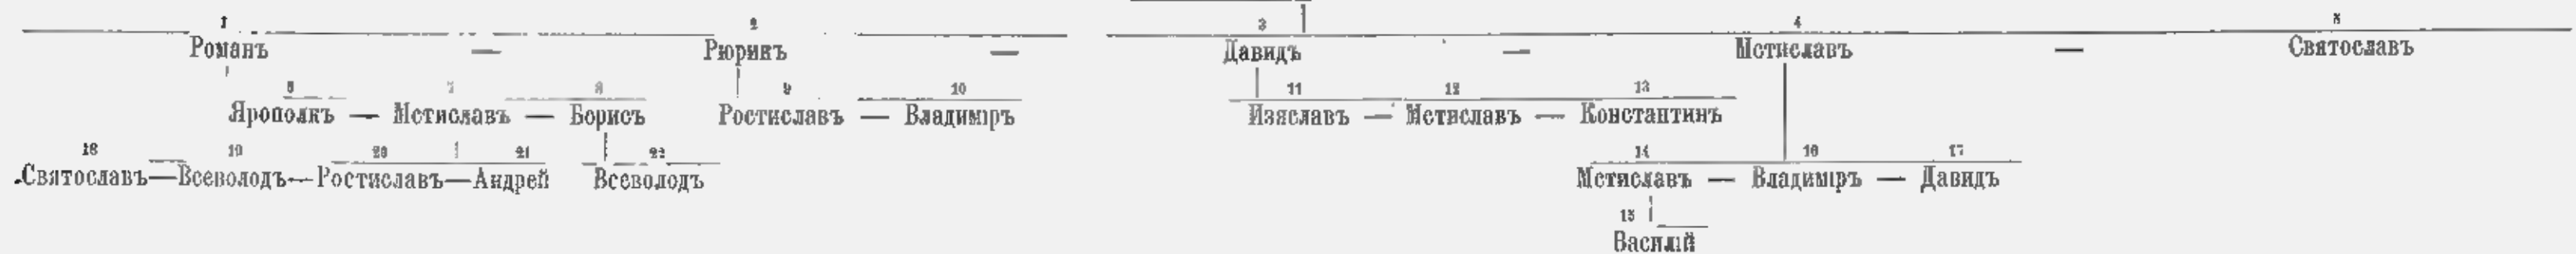 1 2 3 4 5
Романъ — Рюрикъ — Давидъ — Мстиславъ — Святославъ
6 7 8 9 10 11 12 13
Ярополкъ — Мстиславъ — Борисъ Ростиславъ — Владиміръ Изяславъ — Мстиславъ — Константинъ
18 19 20 21 22 14 16 17
Святославъ — Всеволодъ — Ростиславъ — Андрей Всеволодъ Мстиславъ — Владиміръ — Давидъ
15
Василій